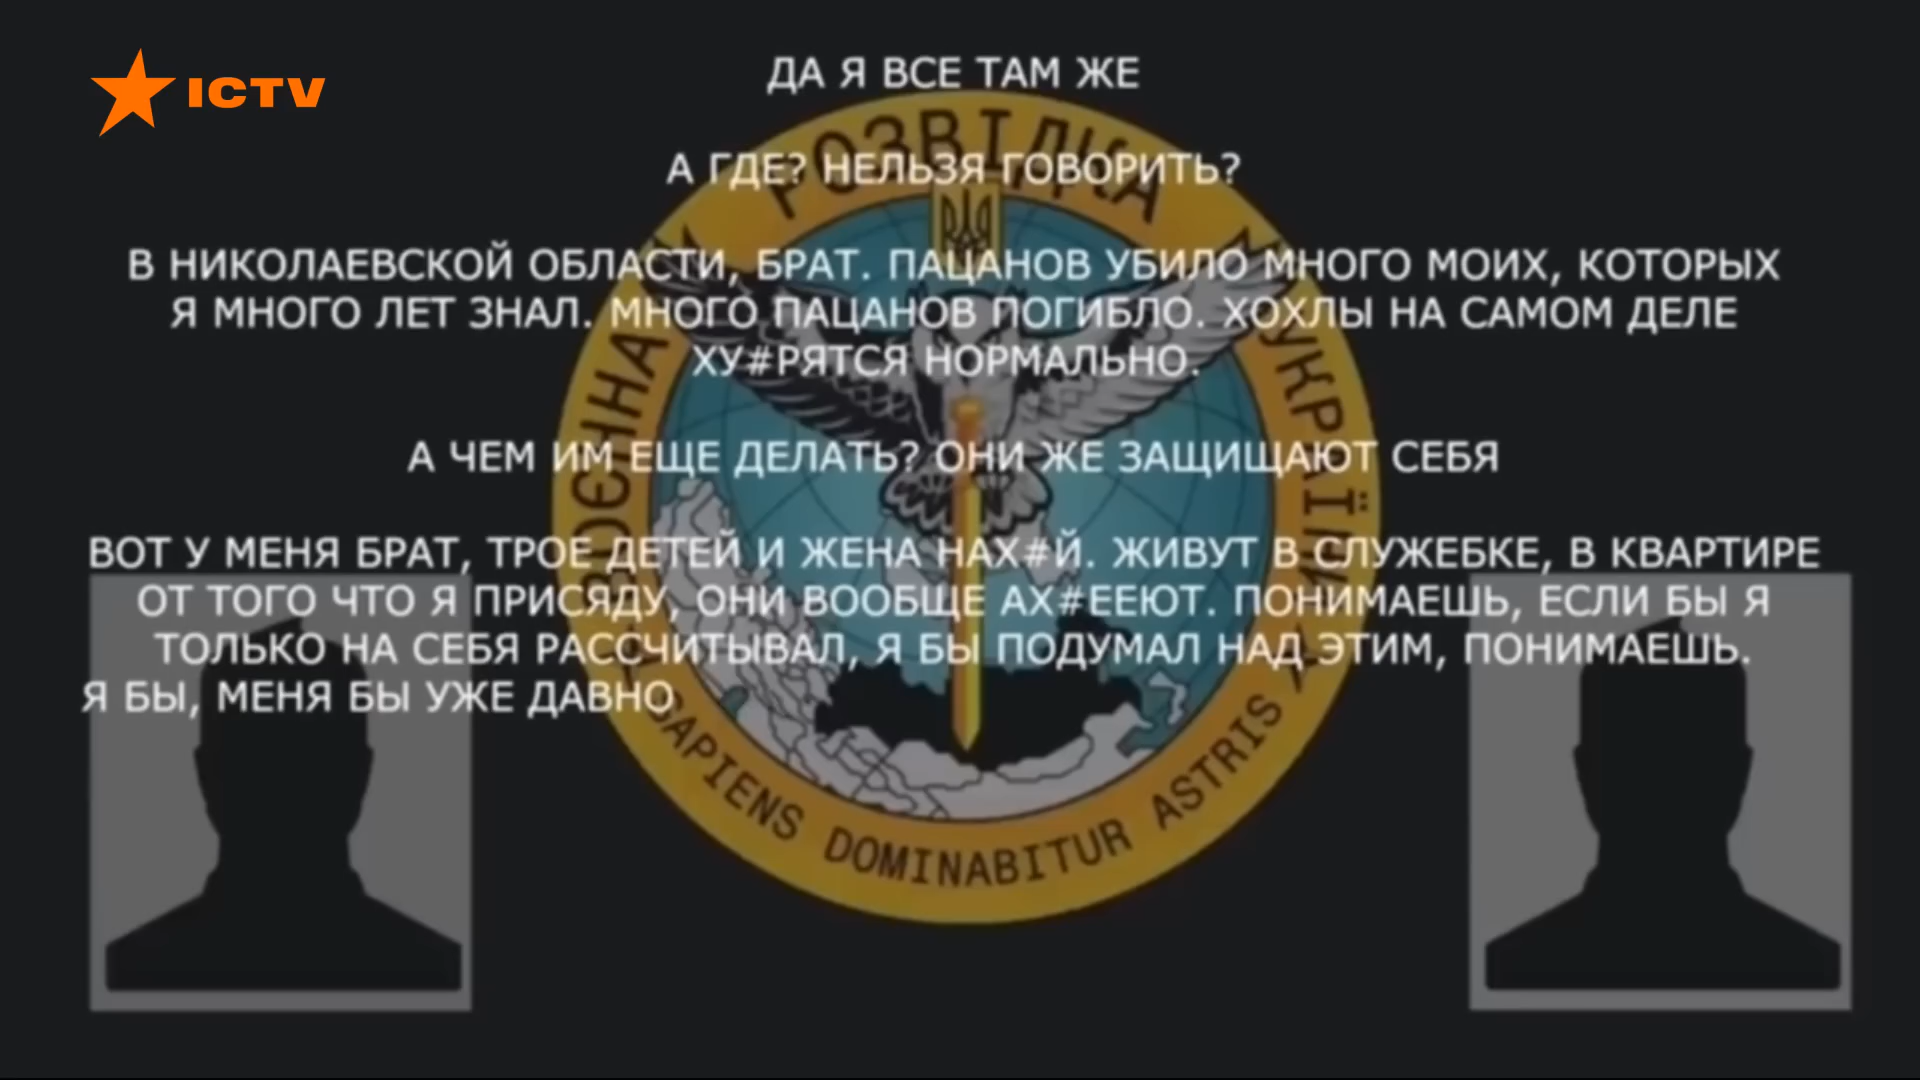 ICTV
ДА Я ВСЕ ТАМ ЖЕ
А ГДЕ? НЕЛЬЗЯ ГОВОРИТЬ?
В НИКОЛАЕВСКОЙ ОБЛАСТИ, БРАТ. ПАЦАНОВ УБИЛО МНОГО МОИХ, КОТОРЫХ
Я МНОГО ЛЕТ ЗНАЛ. МНОГО ПАЦАНОВ ПОГИБЛО. ХОХЛЫ НА САМОМ ДЕЛЕ
ХУ#РЯТСЯ НОРМАЛЬНО.
А ЧЕМ ИМ ЕЩЕ ДЕЛАТЬ? ОНИ ЖЕ ЗАЩИЩАЮТ СЕБЯ
ВОТ У МЕНЯ БРАТ, ТРОЕ ДЕТЕЙ И ЖЕНА НАХ#Й. ЖИВУТ В СЛУЖЕБКЕ, В КВАРТИРЕ
ОТ ТОГО ЧТО Я ПРИСЯДУ, ОНИ ВООБЩЕ АХ#ЕЕЮТ. ПОНИМАЕШЬ, ЕСЛИ БЫ Я
ТОЛЬКО НА СЕБЯ РАССЧИТЫВАЛ, Я БЫ ПОДУМАЛ НАД ЭТИМ, ПОНИМАЕШЬ.
Я БЫ, МЕНЯ БЫ УЖЕ ДАВНО
ВОЄННА РОЗВІДКА УКРАЇНИ
SAPIENS DOMINABITUR ASTRIS